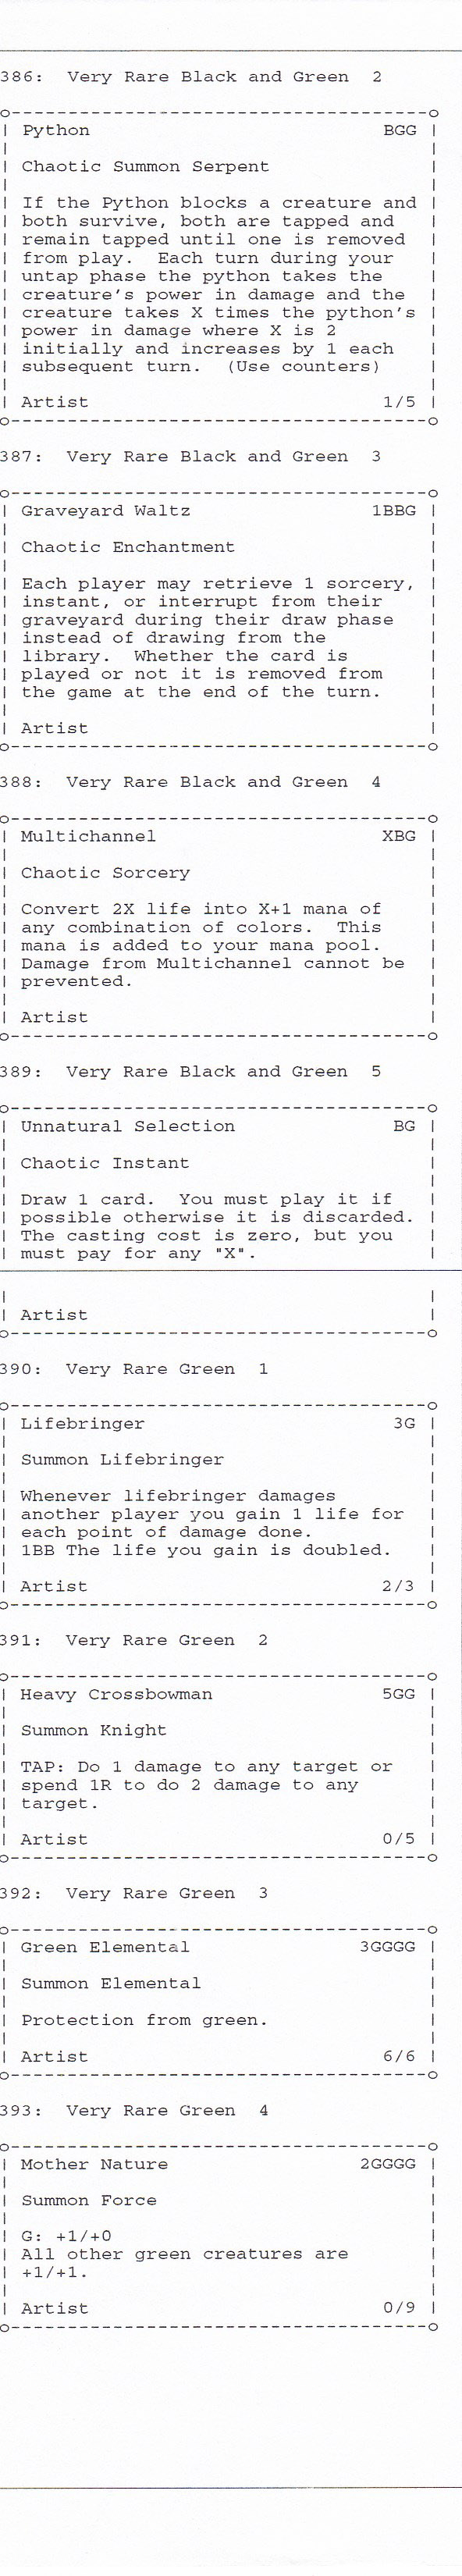 386:  Very Rare Black and Green  2
o-----------------------------------o
| Python                        BGG |
| Chaotic Summon Serpent            |
| If the Python blocks a creature and |
| both survive, both are tapped and |
| remain tapped until one is removed |
| from play.  Each turn during your |
| untap phase the python takes the  |
| creature's power in damage and the |
| creature takes X times the python's |
| power in damage where X is 2      |
| initially and increases by 1 each |
| subsequent turn.  (Use counters)  |
| Artist                        1/5 |
o-----------------------------------o
387:  Very Rare Black and Green  3
o-----------------------------------o
| Graveyard Waltz              1BBG |
| Chaotic Enchantment               |
| Each player may retrieve 1 sorcery, |
| instant, or interrupt from their  |
| graveyard during their draw phase |
| instead of drawing from the       |
| library.  Whether the card is     |
| played or not it is removed from  |
| the game at the end of the turn.  |
| Artist                            |
o-----------------------------------o
388:  Very Rare Black and Green  4
o-----------------------------------o
| Multichannel                  XBG |
| Chaotic Sorcery                   |
| Convert 2X life into X+1 mana of  |
| any combination of colors.  This  |
| mana is added to your mana pool.  |
| Damage from Multichannel cannot be |
| prevented.                        |
| Artist                            |
o-----------------------------------o
389:  Very Rare Black and Green  5
o-----------------------------------o
| Unnatural Selection            BG |
| Chaotic Instant                   |
| Draw 1 card.  You must play it if |
| possible otherwise it is discarded. |
| The casting cost is zero, but you |
| must pay for any "X".             |
| Artist                            |
o-----------------------------------o
390:  Very Rare Green  1
o-----------------------------------o
| Lifebringer                    3G |
| Summon Lifebringer                |
| Whenever lifebringer damages      |
| another player you gain 1 life for |
| each point of damage done.        |
| 1BB The life you gain is doubled. |
| Artist                        2/3 |
o-----------------------------------o
391:  Very Rare Green  2
o-----------------------------------o
| Heavy Crossbowman             5GG |
| Summon Knight                     |
| TAP: Do 1 damage to any target or |
| spend 1R to do 2 damage to any    |
| target.                           |
| Artist                        0/5 |
o-----------------------------------o
392:  Very Rare Green  3
o-----------------------------------o
| Green Elemental             3GGGG |
| Summon Elemental                  |
| Protection from green.            |
| Artist                        6/6 |
o-----------------------------------o
393:  Very Rare Green  4
o-----------------------------------o
| Mother Nature               2GGGG |
| Summon Force                      |
| G: +1/+0                          |
| All other green creatures are     |
| +1/+1.                            |
| Artist                        0/9 |
o-----------------------------------o